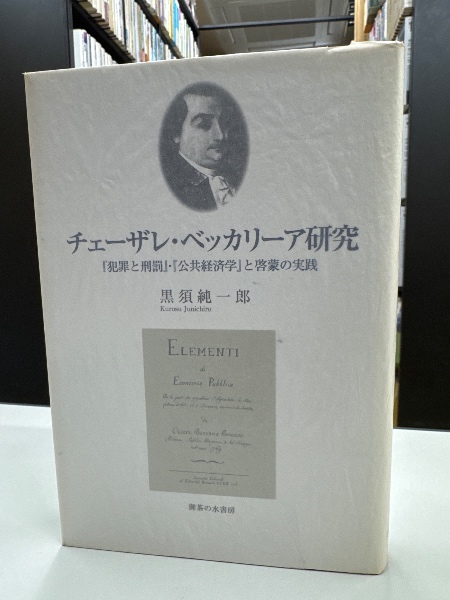 チェーザレ・ベッカリーア研究
『犯罪と刑罰』・『公共経済学』と啓蒙の実践
黒須純一郎
Kurosu Junichiro
ELEMENTI
di
Economia Pubblica
御茶の水書房